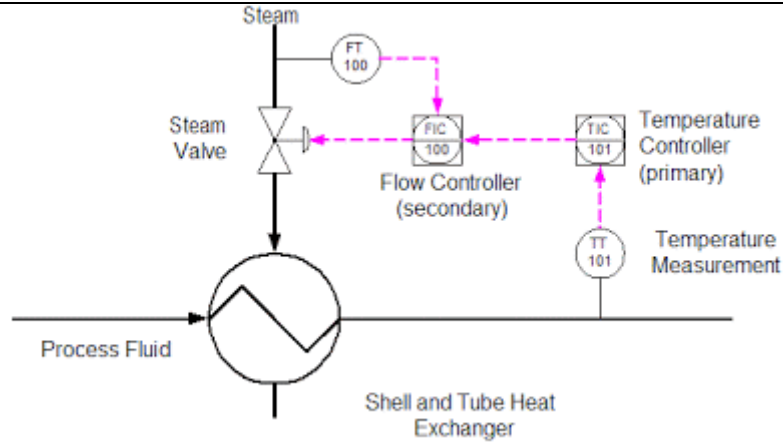 Steam
FT
100
Steam
Valve
FIC
100
TIC
101
Temperature
Controller
(primary)
Flow Controller
(secondary)
TT
101
Temperature
Measurement
Process Fluid
Shell and Tube Heat
Exchanger